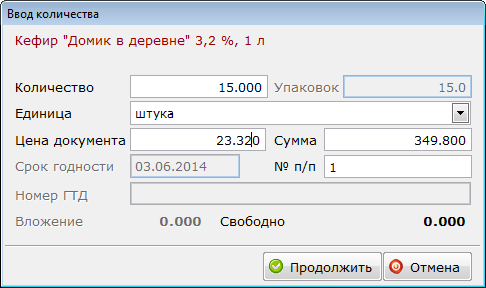 Ввод количества
Кефир "Домик в деревне" 3,2 %, 1 л
Количество 15.000 Упаковок 15.0
Единица штука
Цена документа 23.320 Сумма 349.800
Срок годности 03.06.2014 № п/п 1
Номер ГТД
Вложение 0.000 Свободно 0.000
Продолжить Отмена